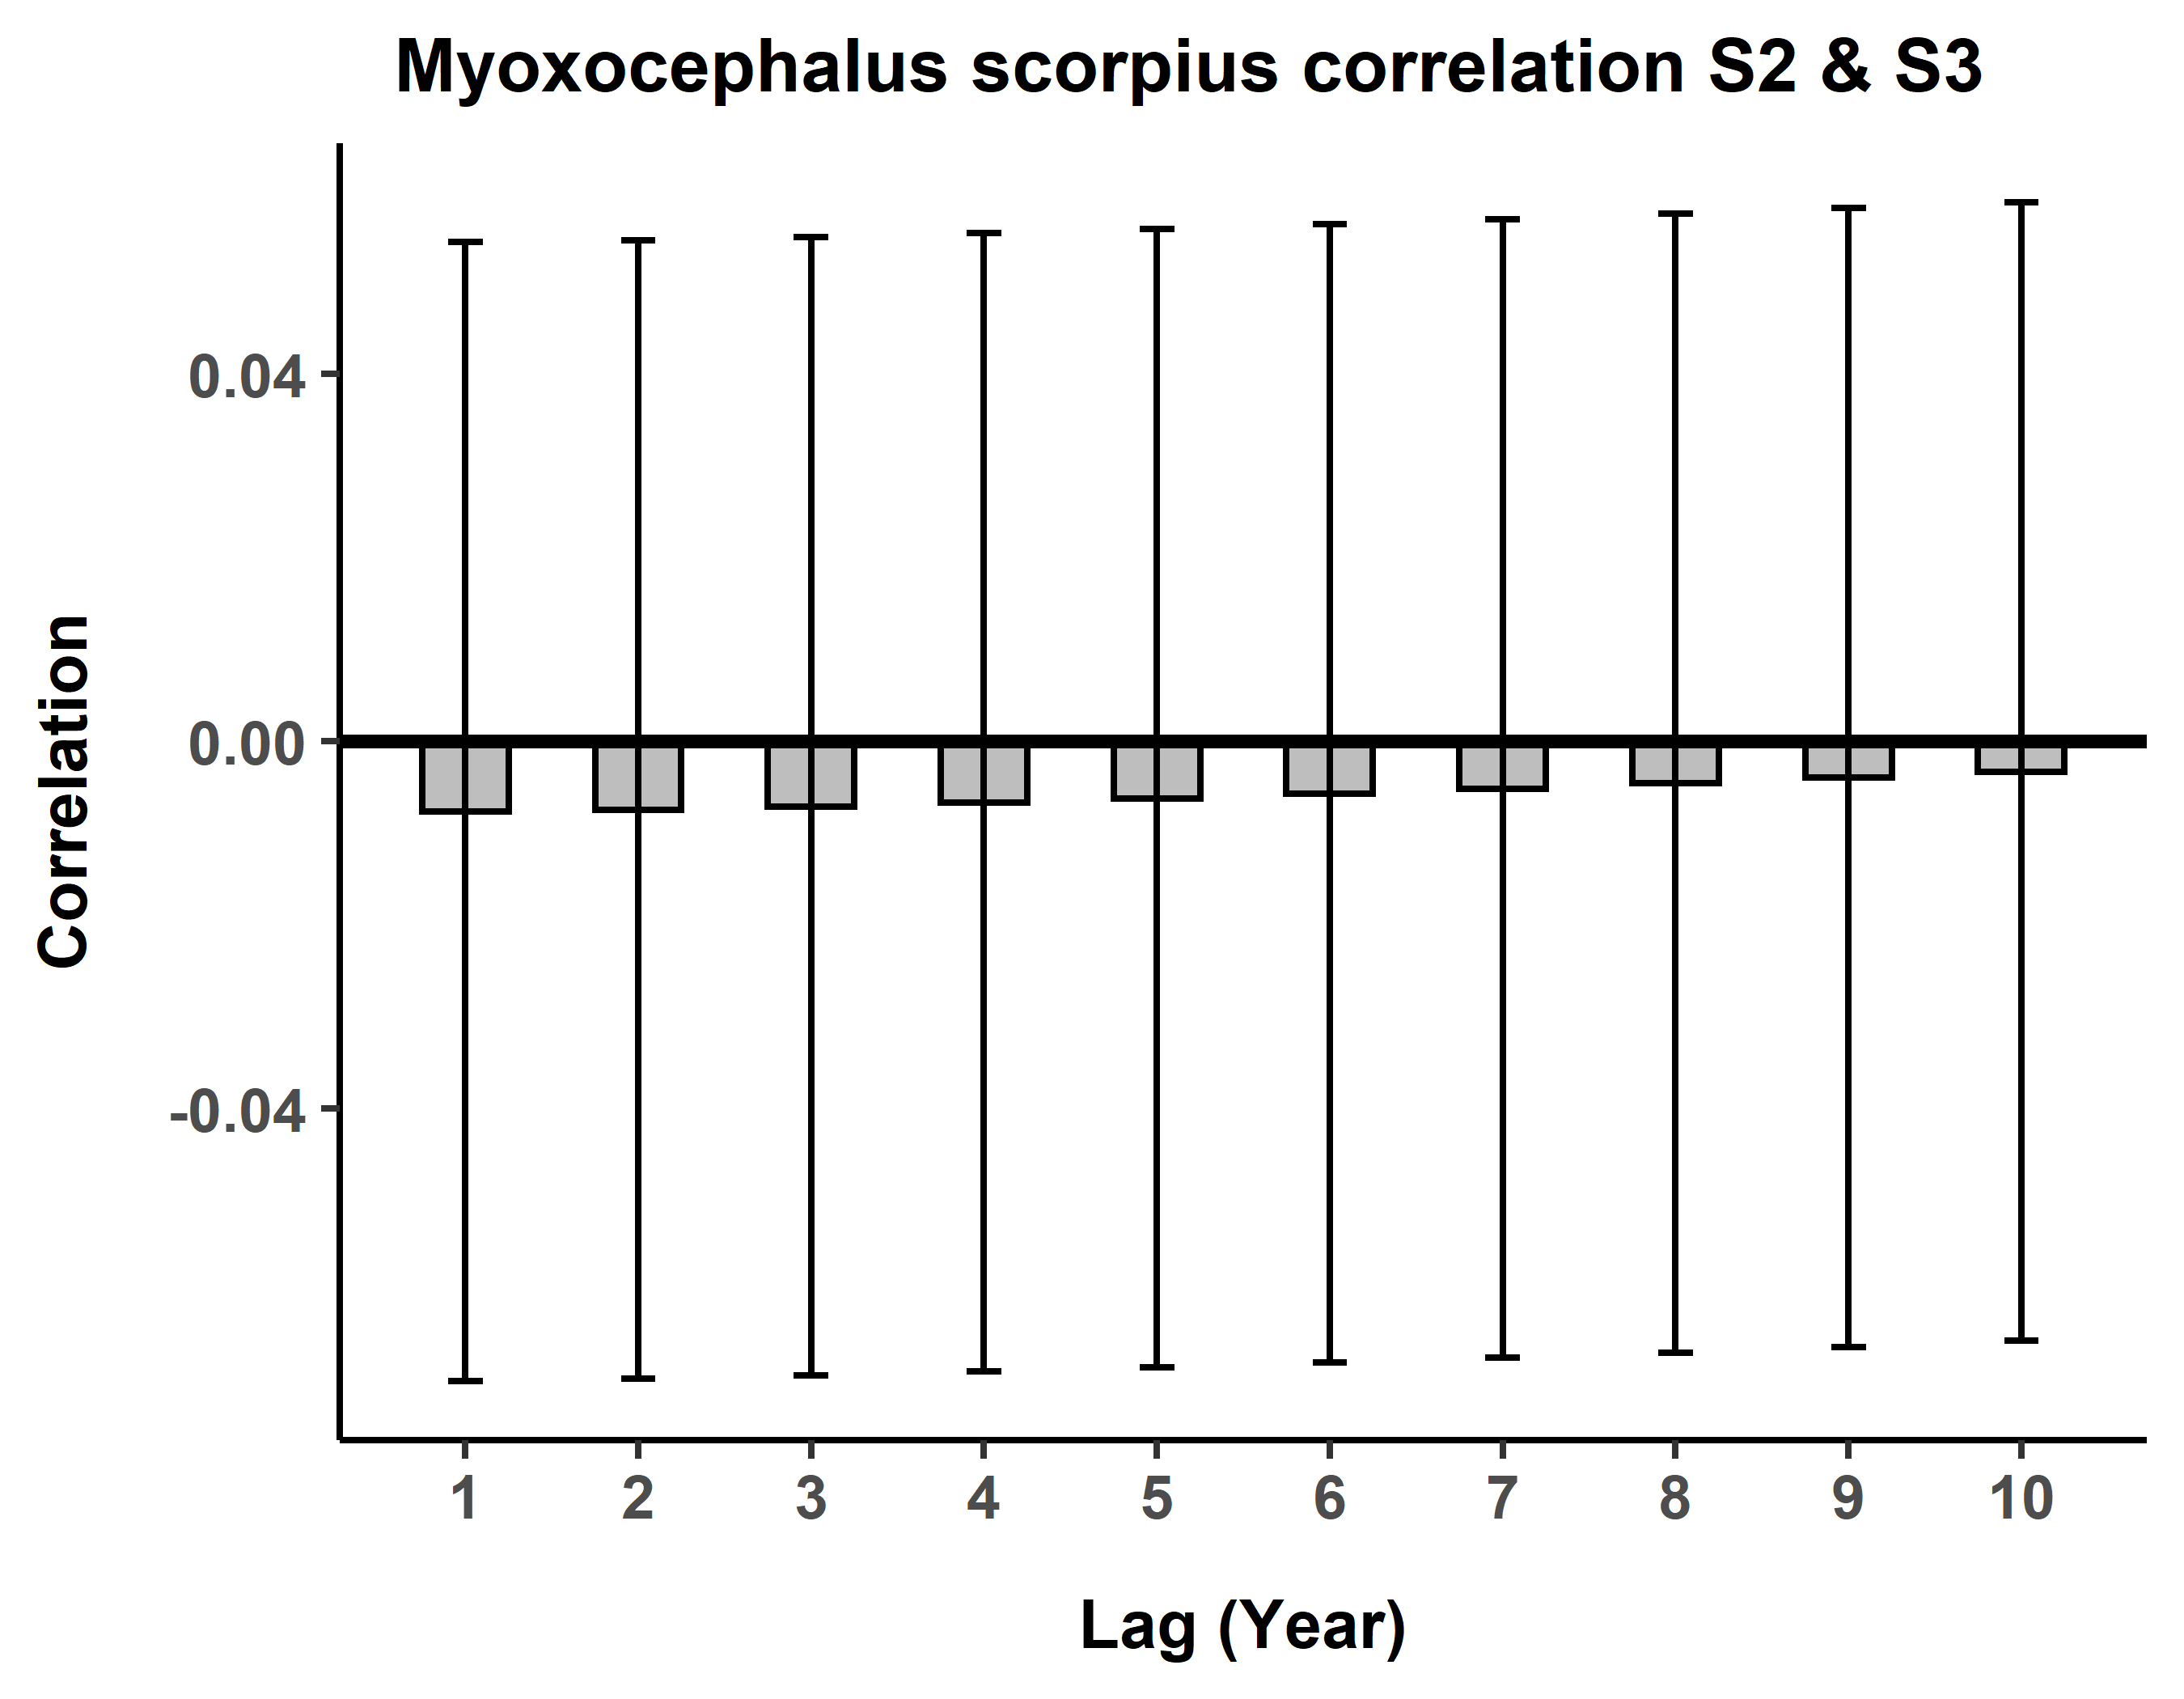 Myoxocephalus scorpius correlation S2 & S3
Correlation
0.04
0.00
-0.04
1 2 3 4 5 6 7 8 9 10
Lag (Year)